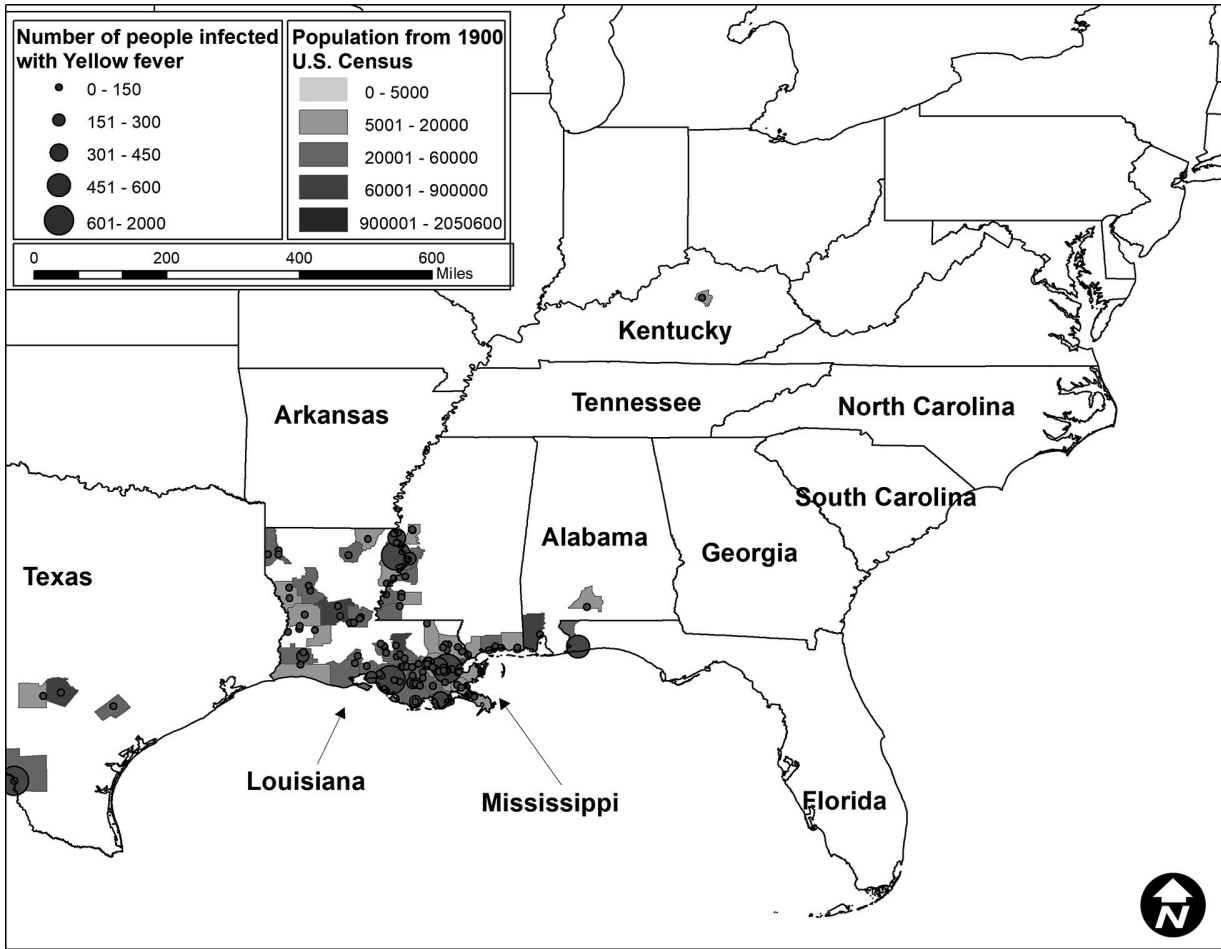 Number of people infected
with Yellow fever
0 - 150
151 - 300
301 - 450
451 - 600
601- 2000
Population from 1900
U.S. Census
0 - 5000
5001 - 20000
20001 - 60000
60001 - 900000
900001 - 2050600
0 200 400 600
Miles
Kentucky
Tennessee
North Carolina
Arkansas
South Carolina
Alabama
Georgia
Texas
Louisiana
Mississippi
Florida
N